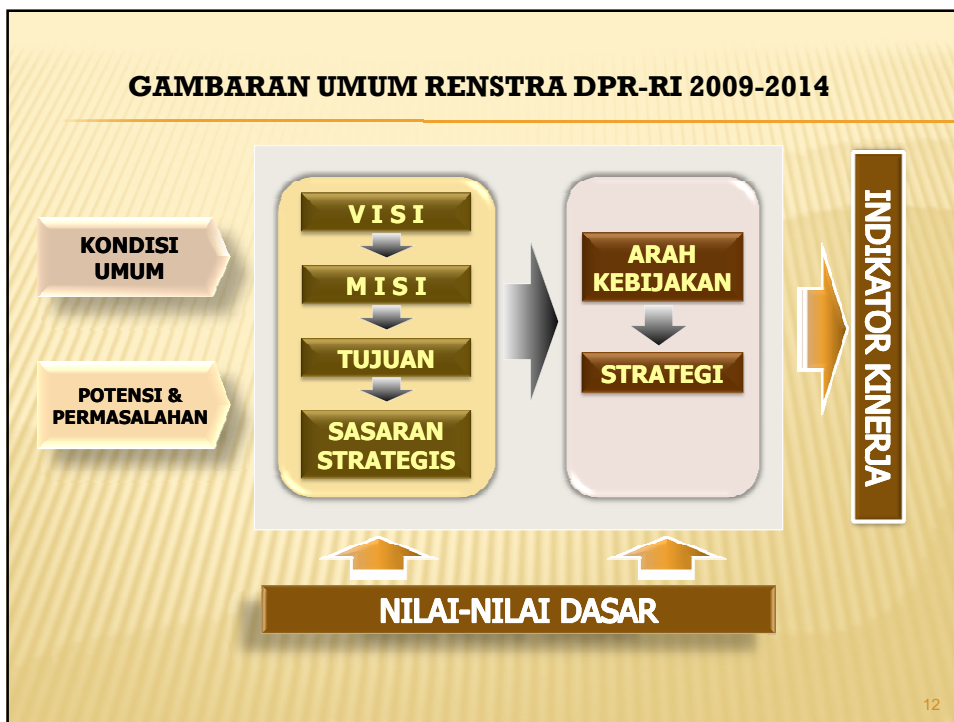 GAMBARAN UMUM RENSTRA DPR-RI 2009-2014
KONDISI
UMUM
POTENSI &
PERMASALAHAN
V I S I
M I S I
TUJUAN
SASARAN
STRATEGIS
ARAH
KEBIJAKAN
STRATEGI
INDIKATOR KINERJA
NILAI-NILAI DASAR
12